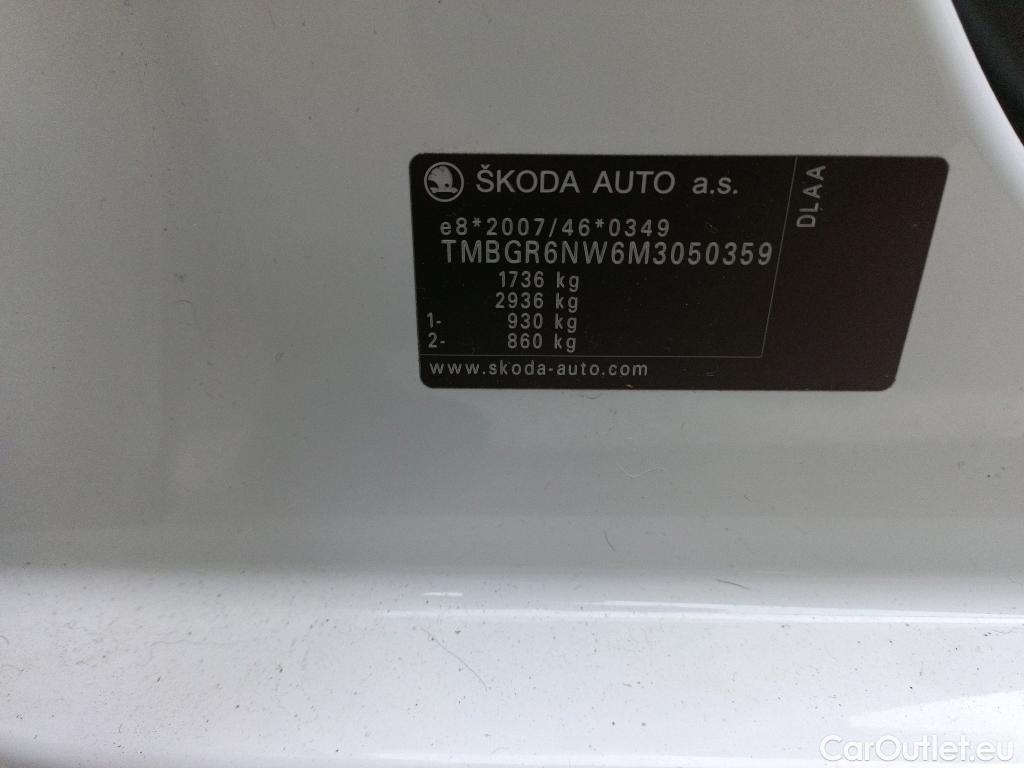 ŠKODA AUTO a.s.
e8*2007/46*0349
TMBGR6NW6M3050359
1736 kg
2936 kg
1- 930 kg
2- 860 kg
www.skoda-auto.com
DLAA
CarOutlet.eu